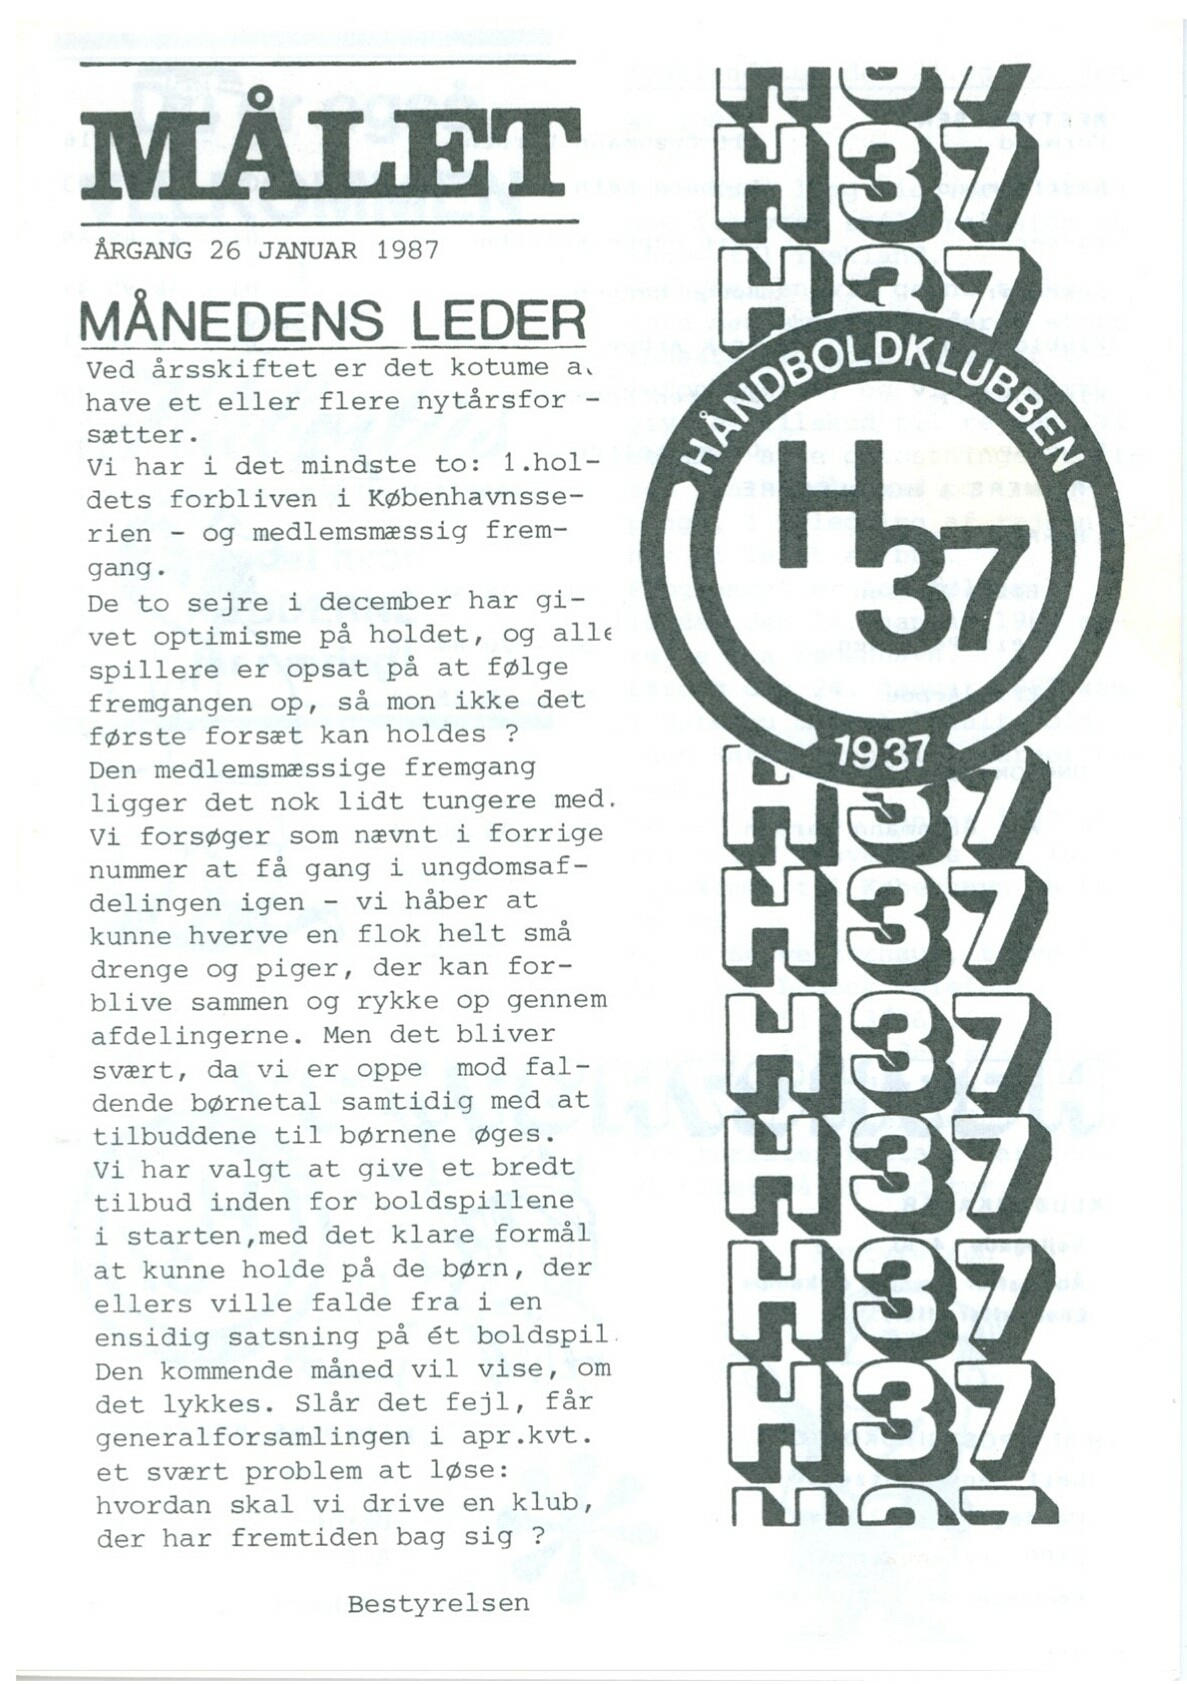 MÅLET
ÅRGANG 26 JANUAR 1987
MÅNEDENS LEDER
Ved årsskiftet er det kotume a
have et eller flere nytårsfor -
sætter.
Vi har i det mindste to: 1.hol-
dets forbliven i Københavnsse-
rien - og medlemsmæssig frem-
gang.
De to sejre i december har gi-
vet optimisme på holdet, og alle
spillere er opsat på at følge
fremgangen op, så mon ikke det
første forsæt kan holdes ?
Den medlemsmæssige fremgang
ligger det nok lidt tungere med.
Vi forsøger som nævnt i forrige
nummer at få gang i ungdomsaf-
delingen igen - vi håber at
kunne hverve en flok helt små
drenge og piger, der kan for-
blive sammen og rykke op gennem
afdelingerne. Men det bliver
svært, da vi er oppe mod fal-
dende børnetal samtidig med at
tilbuddene til børnene øges.
Vi har valgt at give et bredt
tilbud inden for boldspillene
i starten,med det klare formål
at kunne holde på de børn, der
ellers ville falde fra i en
ensidig satsning på ét boldspil.
Den kommende måned vil vise, om
det lykkes. Slår det fejl, får
generalforsamlingen i apr.kvt.
et svært problem at løse:
hvordan skal vi drive en klub,
der har fremtiden bag sig ?
Bestyrelsen
H37
H37
H37
HÅNDBOLDKLUBBEN
H
37
1937
H37
H37
H37
H37
H37
H37
H37